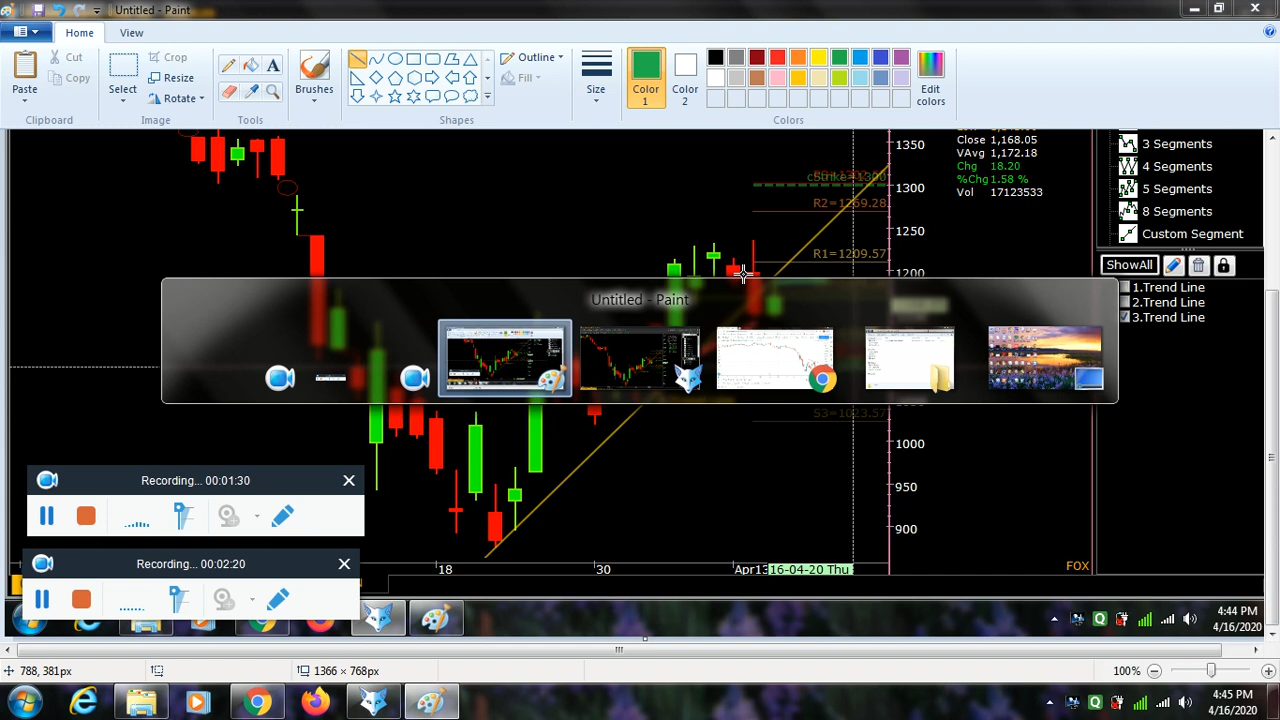 Untitled - Paint
Home
View
Paste
Cut
Copy
Clipboard
Select
Crop
Resize
Rotate
Image
Tools
Brushes
Outline
Fill
Shapes
Size
Color
1
Color
2
Edit
colors
Colors
1350
1300
1250
1200
1000
950
900
cStrike=1300
R2=1269.28
R1=1209.57
S3=1023.57
Close 1,168.05
VAvg 1,172.18
Chg 18.20
%Chg 1.58 %
Vol 17123533
3 Segments
4 Segments
5 Segments
8 Segments
Custom Segment
ShowAll
1.Trend Line
2.Trend Line
3.Trend Line
Untitled - Paint
Recording... 00:01:30
Recording... 00:02:20
18
30
Apr13
16-04-20 Thu
FOX
4:44 PM
4/16/2020
788, 381px
1366 × 768px
100%
4:45 PM
4/16/2020